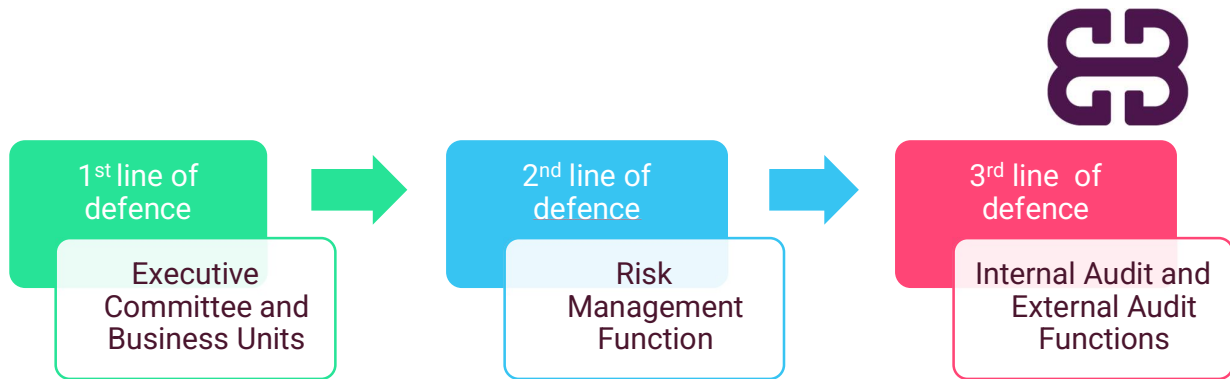 1st line of
defence
Executive
Committee and
Business Units
2nd line of
defence
Risk
Management
Function
3rd line of
defence
Internal Audit and
External Audit
Functions